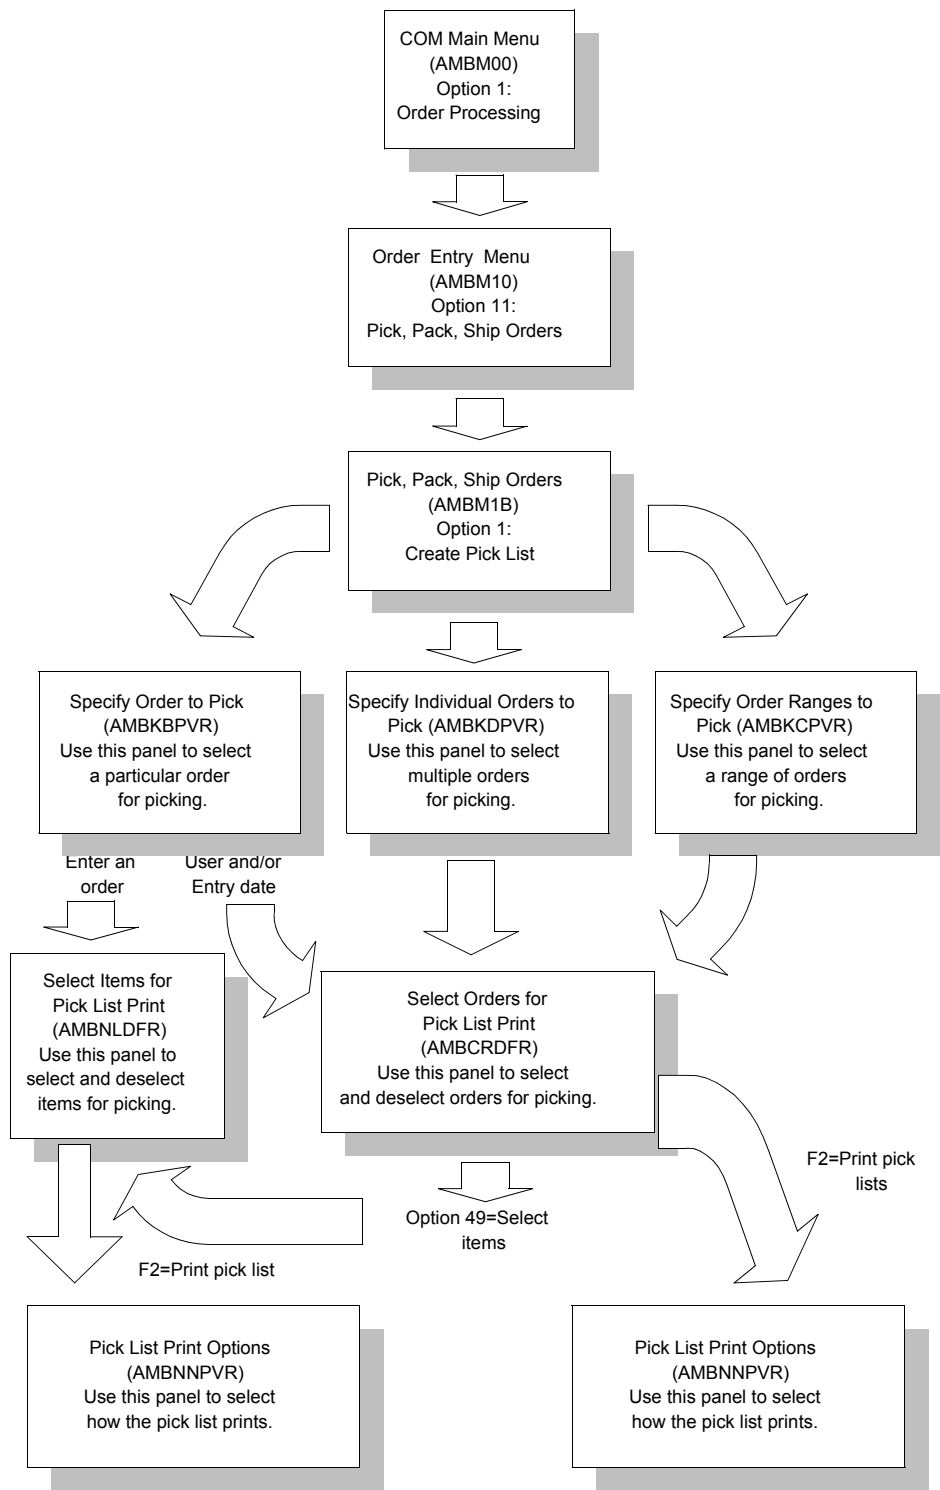 COM Main Menu
(AMBM00)
Option 1:
Order Processing
Order Entry Menu
(AMBM10)
Option 11:
Pick, Pack, Ship Orders
Pick, Pack, Ship Orders
(AMBM1B)
Option 1:
Create Pick List
Specify Order to Pick
(AMBKBPVR)
Use this panel to select
a particular order
for picking.
Specify Individual Orders to
Pick (AMBKDPVR)
Use this panel to select
multiple orders
for picking.
Specify Order Ranges to
Pick (AMBKCPVR)
Use this panel to select
a range of orders
for picking.
Enter an
order
User and/or
Entry date
Select Items for
Pick List Print
(AMBNLDFR)
Use this panel to
select and deselect
items for picking.
Select Orders for
Pick List Print
(AMBCRDFR)
Use this panel to select
and deselect orders for picking.
F2=Print pick
lists
Option 49=Select
items
F2=Print pick list
Pick List Print Options
(AMBNNPVR)
Use this panel to select
how the pick list prints.
Pick List Print Options
(AMBNNPVR)
Use this panel to select
how the pick list prints.